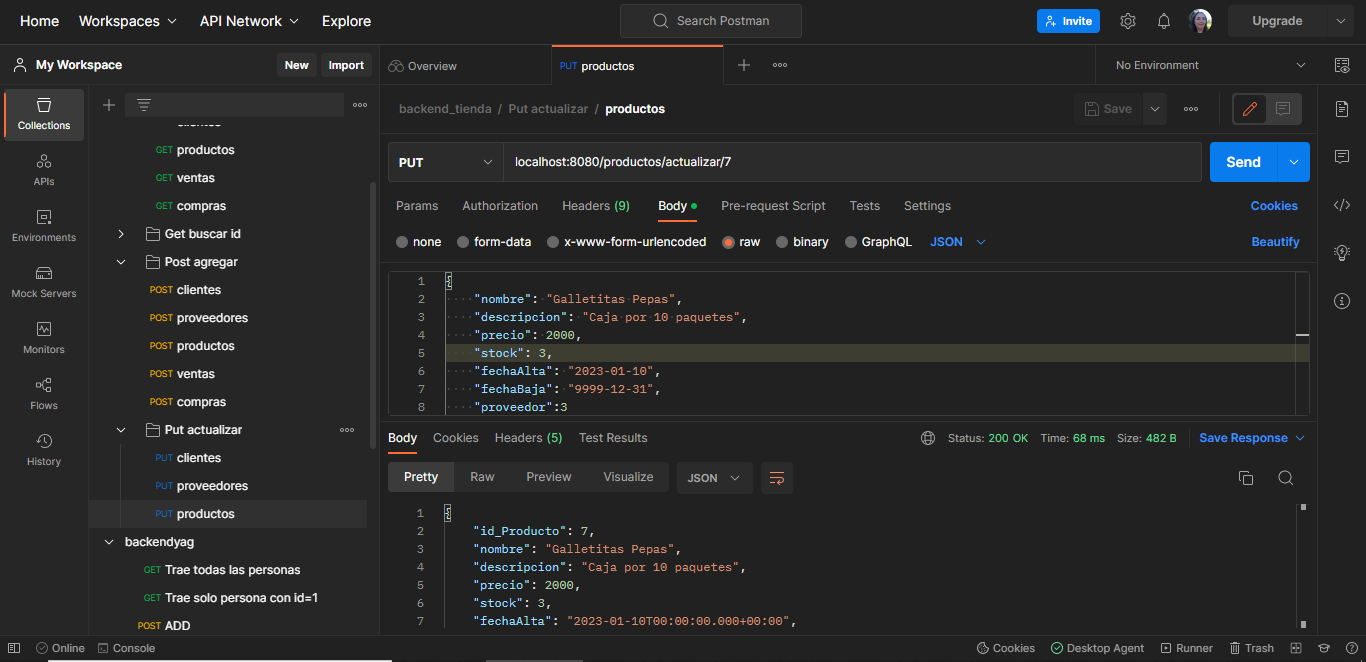 Home Workspaces API Network Explore Search Postman Invite Upgrade
My Workspace New Import Overview PUT productos No Environment
backend_tienda / Put actualizar / productos Save
Collections
APIs
Environments
Mock Servers
Monitors
Flows
History
GET productos
GET ventas
GET compras
Get buscar id
Post agregar
POST clientes
POST proveedores
POST productos
POST ventas
POST compras
Put actualizar
PUT clientes
PUT proveedores
PUT productos
backendyag
GET Trae todas las personas
GET Trae solo persona con id=1
POST ADD
PUT localhost:8080/productos/actualizar/7 Send
Params Authorization Headers (9) Body Pre-request Script Tests Settings Cookies
none form-data x-www-form-urlencoded raw binary GraphQL JSON Beautify
1 {
2 "nombre": "Galletitas Pepas",
3 "descripcion": "Caja por 10 paquetes",
4 "precio": 2000,
5 "stock": 3,
6 "fechaAlta": "2023-01-10",
7 "fechaBaja": "9999-12-31",
8 "proveedor":3
Body Cookies Headers (5) Test Results Status: 200 OK Time: 68 ms Size: 482 B Save Response
Pretty Raw Preview Visualize JSON
1 {
2 "id_Producto": 7,
3 "nombre": "Galletitas Pepas",
4 "descripcion": "Caja por 10 paquetes",
5 "precio": 2000,
6 "stock": 3,
7 "fechaAlta": "2023-01-10T00:00:00.000+00:00",
Online Console Cookies Desktop Agent Runner Trash